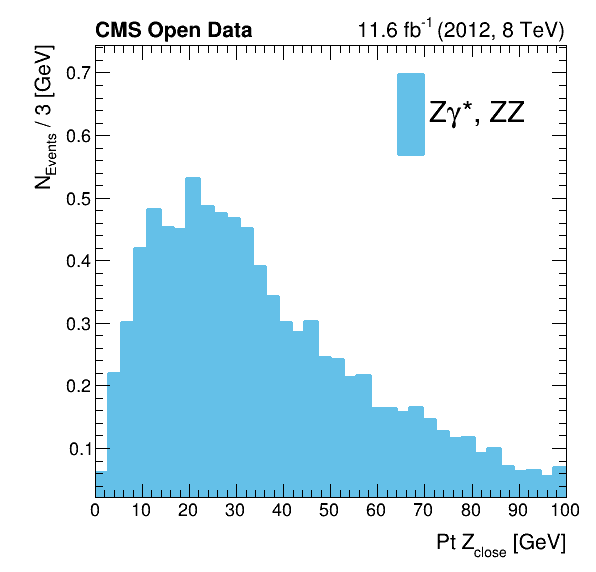 CMS Open Data 11.6 fb⁻¹ (2012, 8 TeV)
N_Events / 3 [GeV]
Zγ*, ZZ
0.7
0.6
0.5
0.4
0.3
0.2
0.1
0 10 20 30 40 50 60 70 80 90 100
Pt Z_close [GeV]